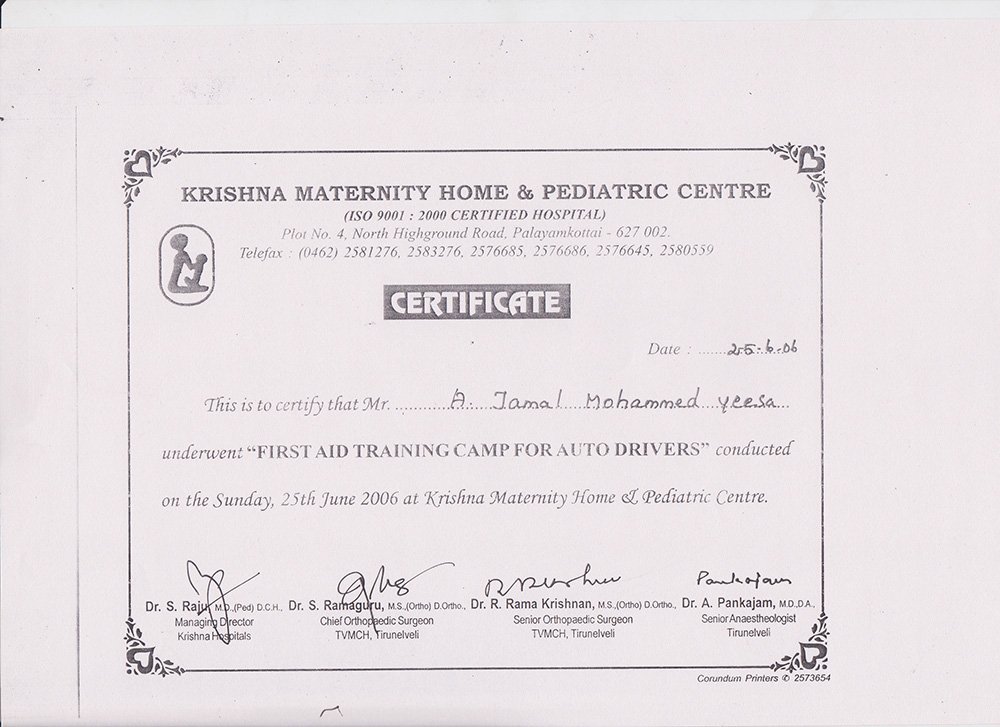 KRISHNA MATERNITY HOME & PEDIATRIC CENTRE
(ISO 9001 : 2000 CERTIFIED HOSPITAL)
Plot No. 4, North Highground Road, Palayamkottai - 627 002.
Telefax : (0462) 2581276, 2583276, 2576685, 2576686, 2576645, 2580559
CERTIFICATE
Date : ........25-6-06
This is to certify that Mr. ............A. Jamal Mohammed yeesa...
underwent “FIRST AID TRAINING CAMP FOR AUTO DRIVERS” conducted
on the Sunday, 25th June 2006 at Krishna Maternity Home & Pediatric Centre.
Pankajam
Dr. S. Raju, M.D.,(Ped) D.C.H., Dr. S. Ramaguru, M.S.,(Ortho) D.Ortho., Dr. R. Rama Krishnan, M.S.,(Ortho) D.Ortho., Dr. A. Pankajam, M.D.,D.A.,
Managing Director Chief Orthopaedic Surgeon Senior Orthopaedic Surgeon Senior Anaestheologist
Krishna Hospitals TVMCH, Tirunelveli TVMCH, Tirunelveli Tirunelveli
Corundum Printers ✆ 2573654